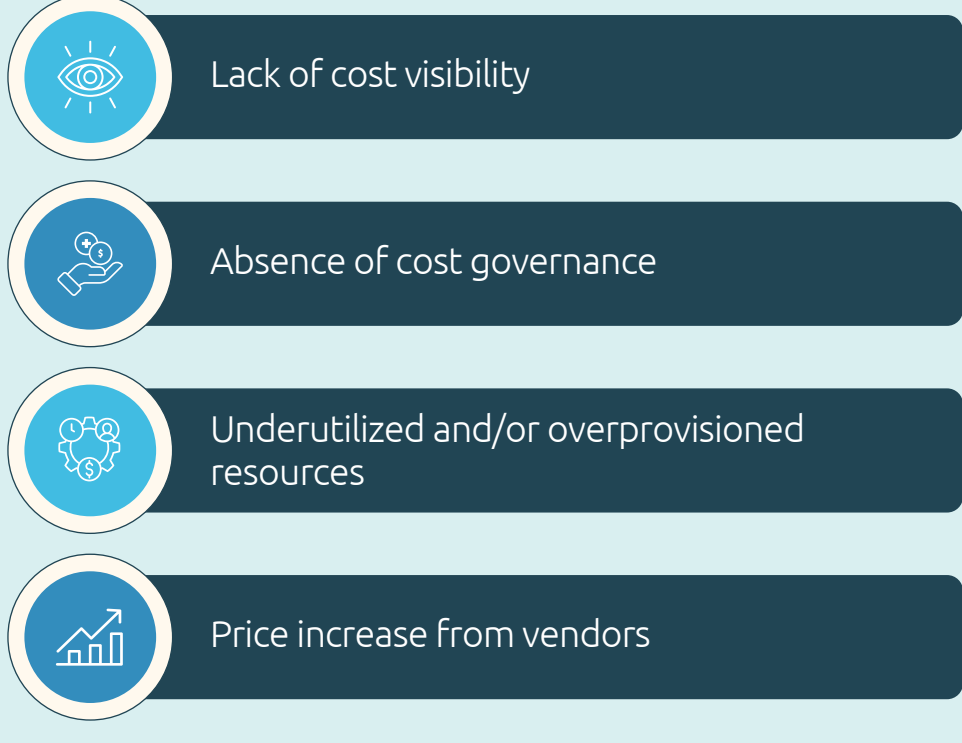 Lack of cost visibility
Absence of cost governance
Underutilized and/or overprovisioned
resources
Price increase from vendors